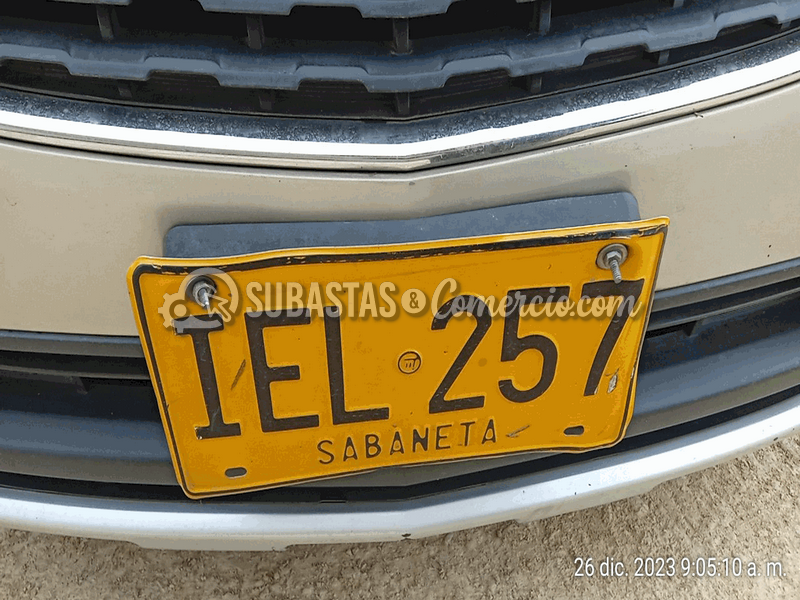 SUBASTAS & Comercio.com
IEL 257
SABANETA
26 dic. 2023 9:05:10 a. m.